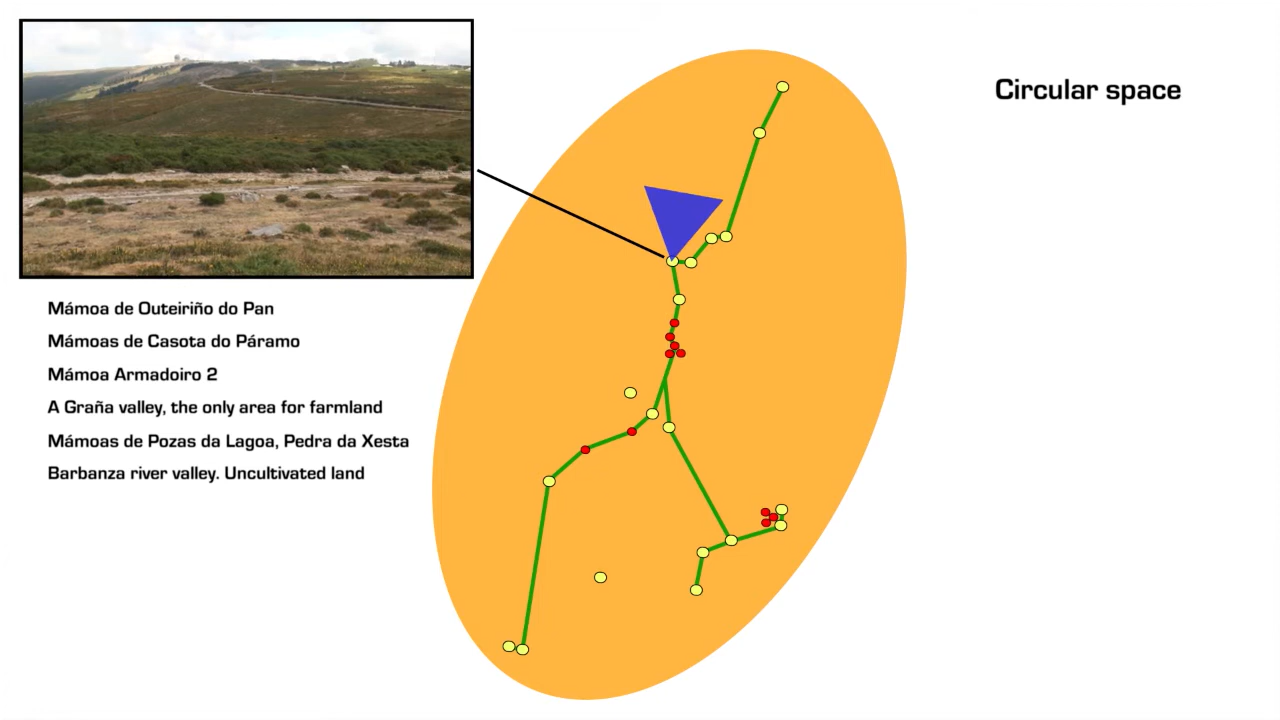 Circular space
Mámoa de Outeiriño do Pan
Mámoas de Casota do Páramo
Mámoa Armadoiro 2
A Graña valley, the only area for farmland
Mámoas de Pozas da Lagoa, Pedra da Xesta
Barbanza river valley. Uncultivated land